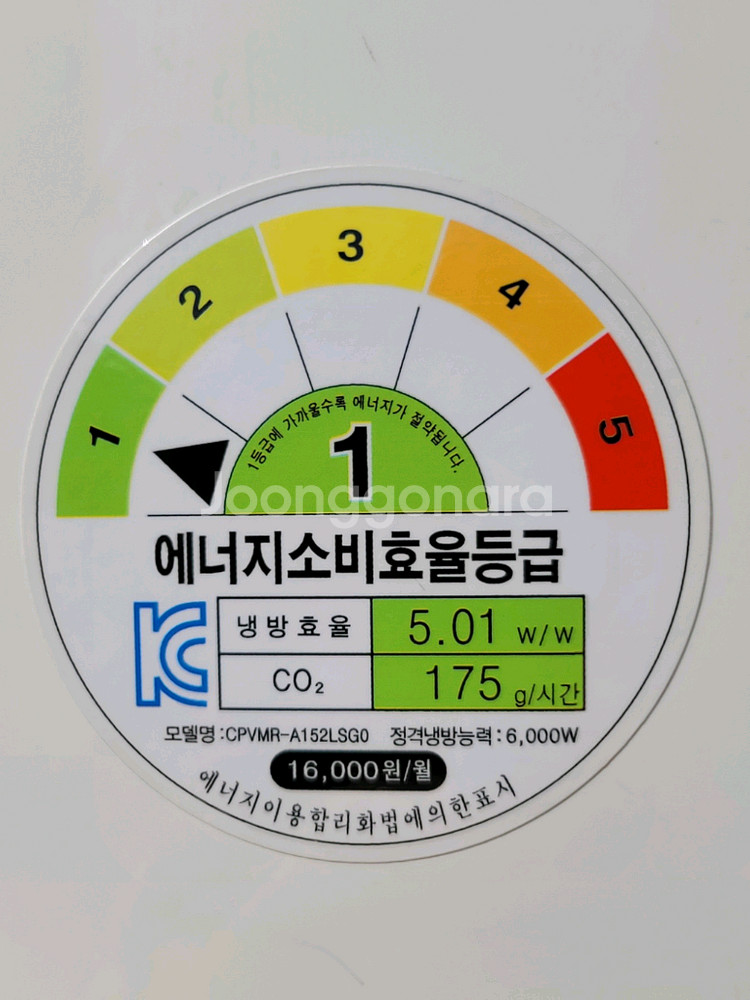 1
2
3
4
5
1등급에 가까울수록 에너지가 절약됩니다.
1
Joonggonara
에너지소비효율등급
냉방효율 5.01 W/W
CO₂ 175 g/시간
모델명:CPVMR-A152LSG0 정격냉방능력:6,000W
16,000원/월
에너지이용합리화법에의한표시